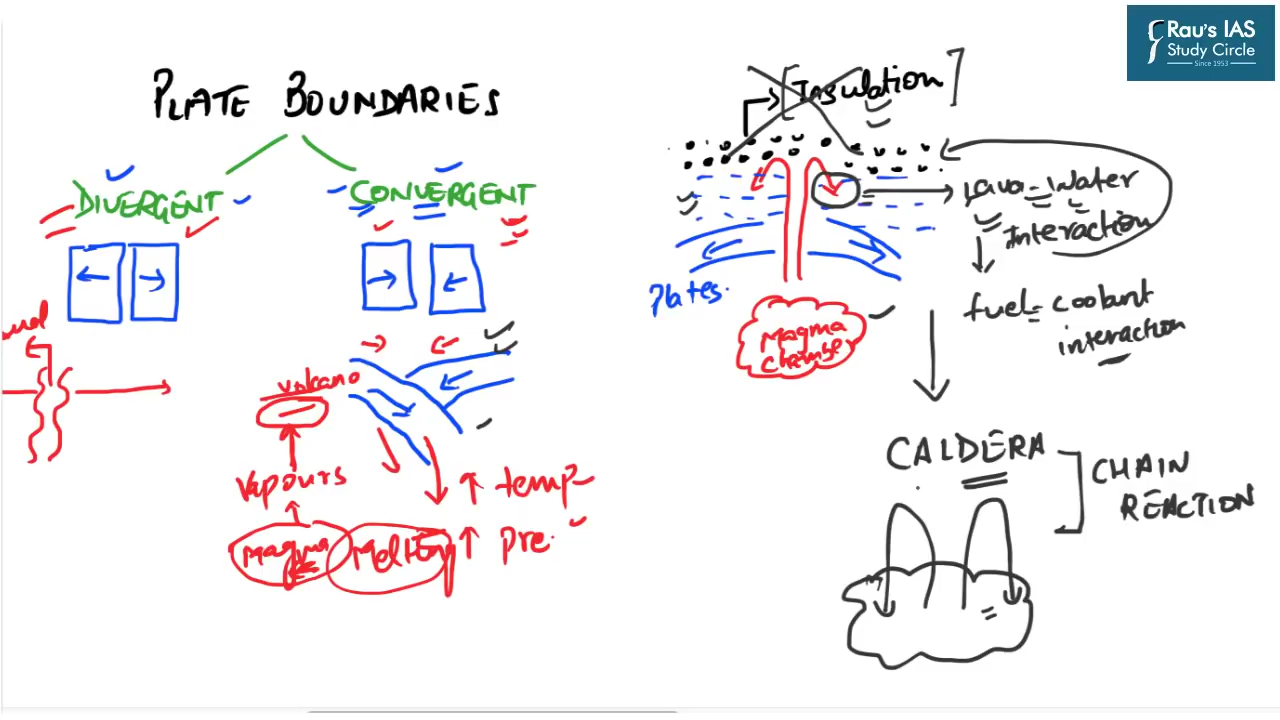 Rau's IAS
Study Circle
Since 1953
PLATE BOUNDARIES
DIVERGENT
CONVERGENT
volcano
Vapours
Magma
↑ temp
↑ pre.
[Insulation]
Lava-Water
Interaction
fuel-coolant
interaction
Plates.
Magma
Chamber
CALDERA
CHAIN
REACTION